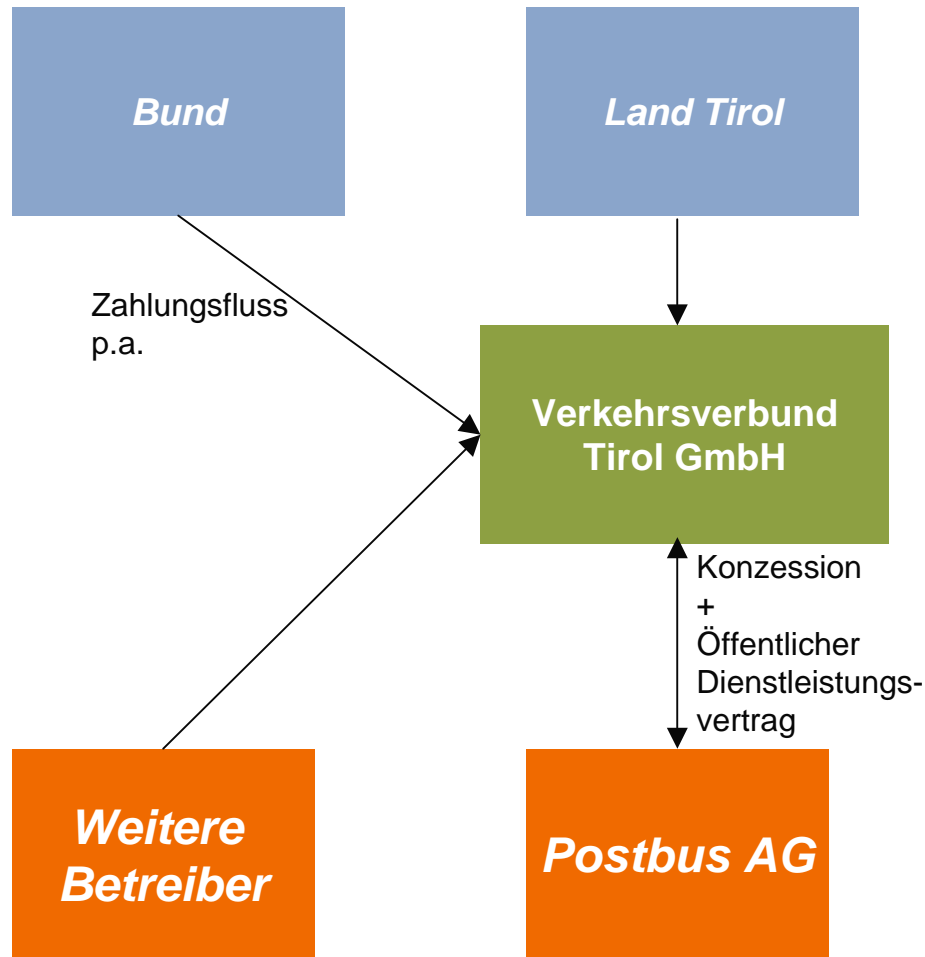 Bund
Land Tirol
Zahlungsfluss
p.a.
Verkehrsverbund
Tirol GmbH
Konzession
+
Öffentlicher
Dienstleistungs-
vertrag
Weitere
Betreiber
Postbus AG